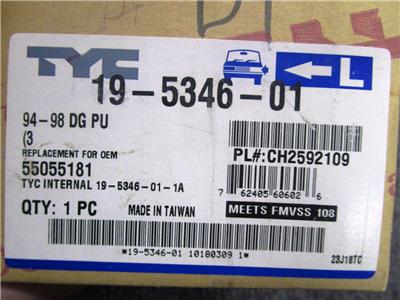 TYC
L
19-5346-01
94-98 DG PU
(3
REPLACEMENT FOR OEM
55055181
TYC INTERNAL 19-5346-01-1A
QTY: 1 PC MADE IN TAIWAN
PL#:CH2592109
7 62405 60602 6
MEETS FMVSS 108
*19-5346-01 10180309 1*
23J18TC